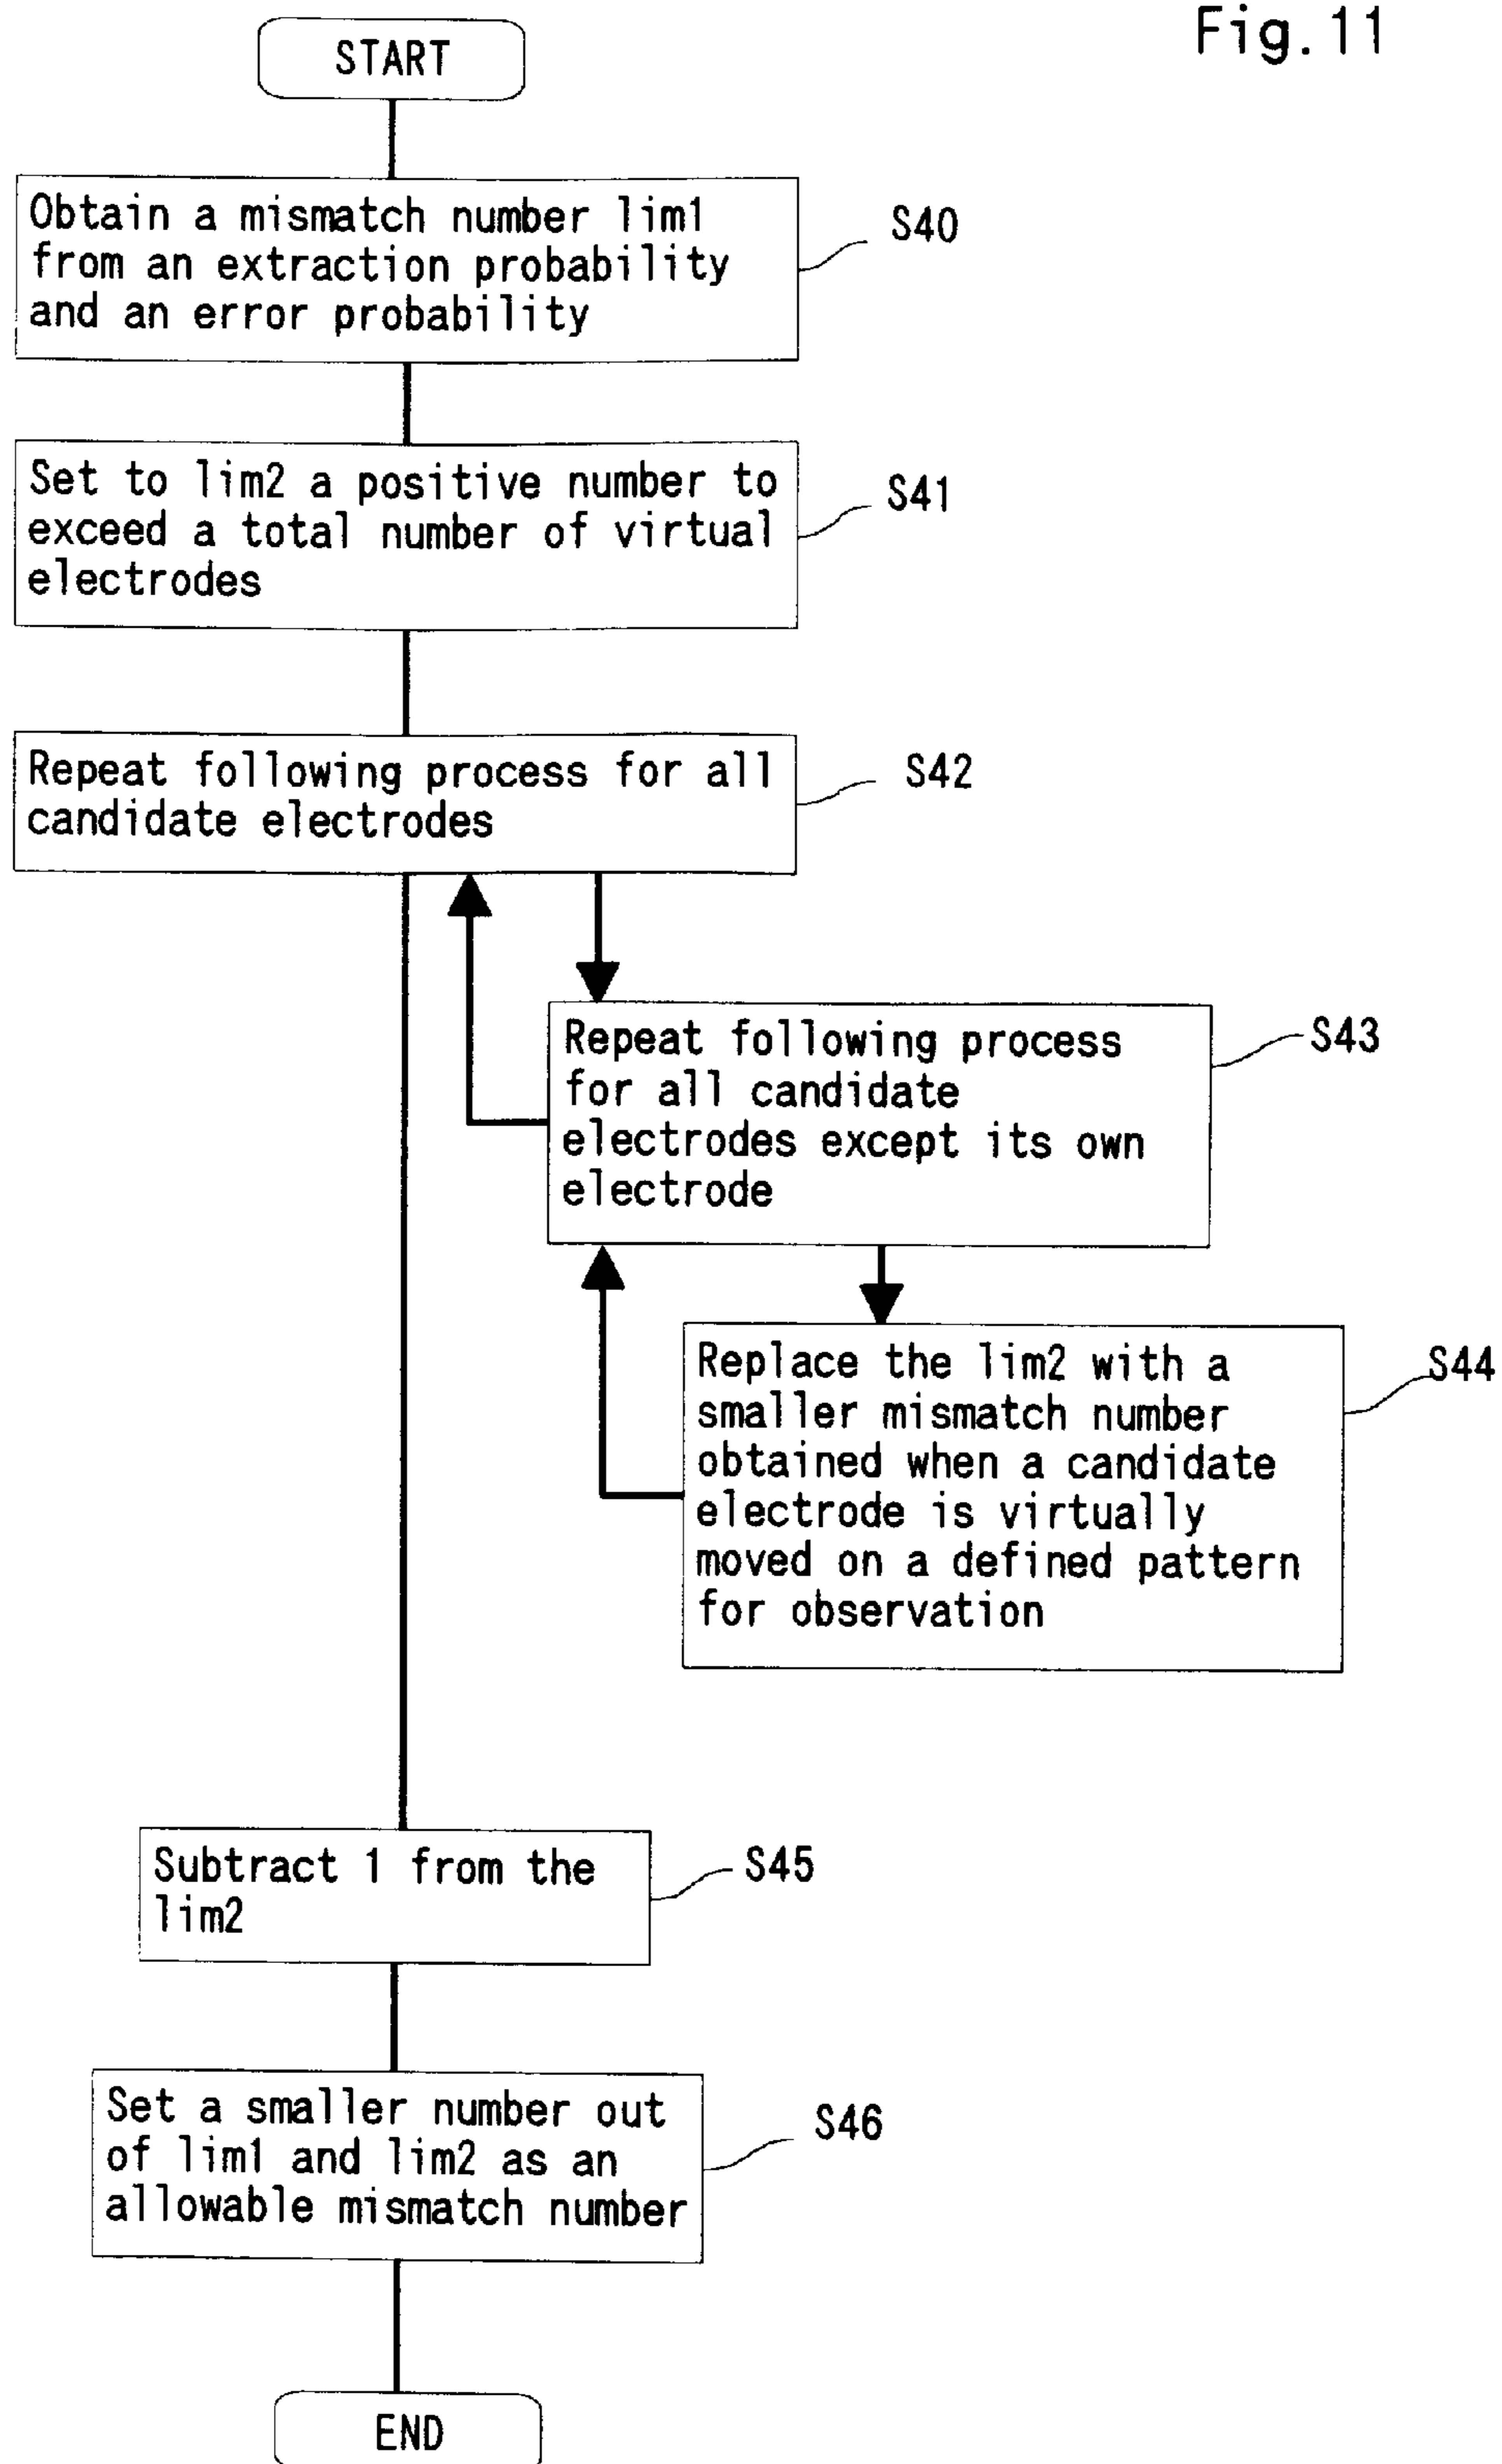 Fig.11
START
Obtain a mismatch number lim1
from an extraction probability
and an error probability
S40
Set to lim2 a positive number to
exceed a total number of virtual
electrodes
S41
Repeat following process for all
candidate electrodes
S42
Repeat following process
for all candidate
electrodes except its own
electrode
S43
Replace the lim2 with a
smaller mismatch number
obtained when a candidate
electrode is virtually
moved on a defined pattern
for observation
S44
Subtract 1 from the
lim2
S45
Set a smaller number out
of lim1 and lim2 as an
allowable mismatch number
S46
END